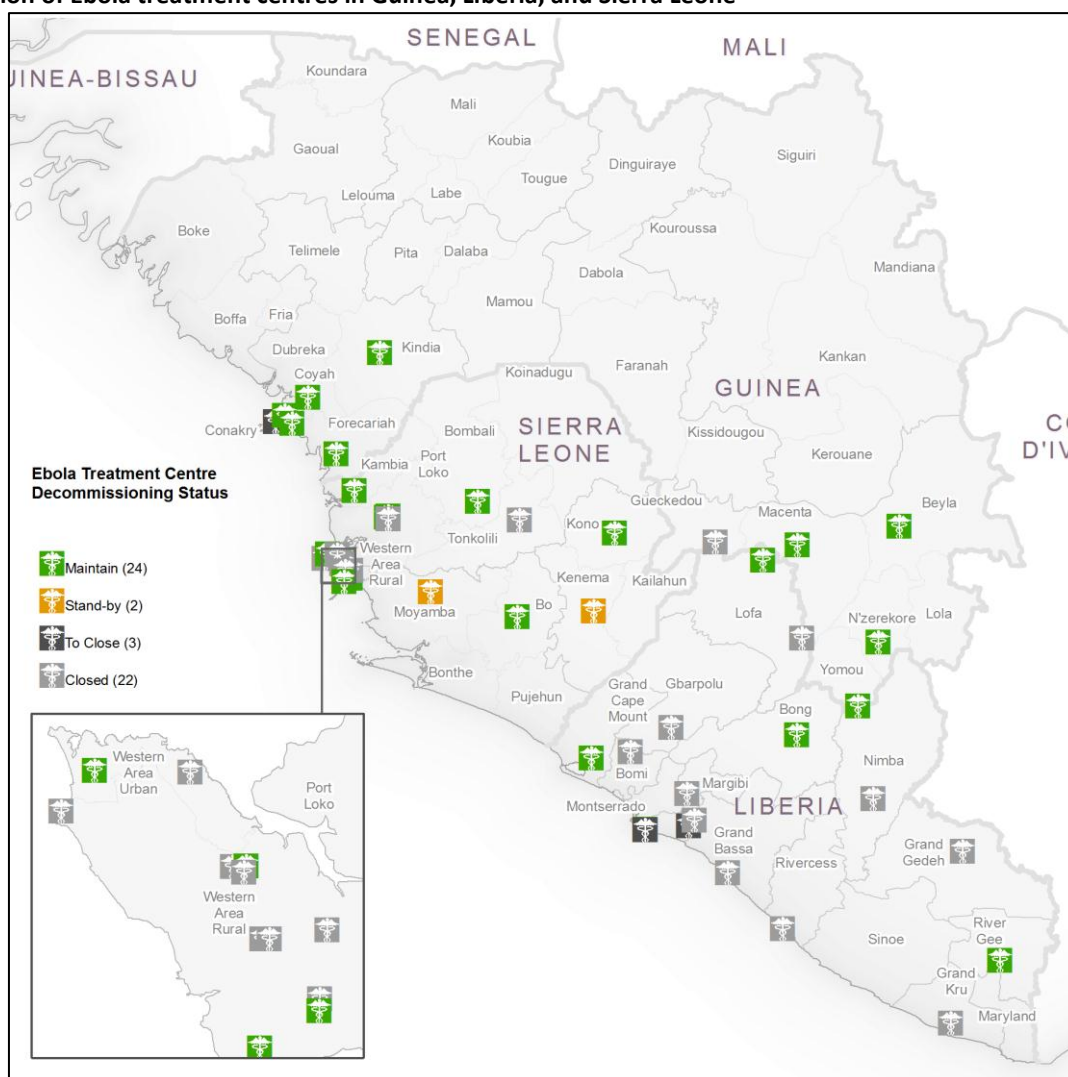 ion of Ebola treatment centres in Guinea, Liberia, and Sierra Leone
SENEGAL
MALI
UINEA-BISSAU
Koundara
Mali
Koubia
Gaoual
Dinguiraye
Siguiri
Tougue
Lelouma
Labe
Boke
Kouroussa
Telimele
Pita
Dalaba
Mandiana
Dabola
Mamou
Boffa
Fria
Dubreka
Kindia
Kankan
Faranah
Koinadugu
Coyah
GUINEA
Forecariah
Conakry
SIERRA
LEONE
Bombali
Kissidougou
CO
D'IV
Kerouane
Port
Loko
Kambia
Gueckedou
Beyla
Macenta
Kono
Tonkolili
Western
Area
Rural
Kenema
Kailahun
Moyamba
Bo
Lofa
N'zerekore
Lola
Yomou
Bonthe
Gbarpolu
Grand
Cape
Mount
Pujehun
Bong
Nimba
Bomi
Margibi
Montserrado
LIBERIA
Grand
Bassa
Grand
Gedeh
Rivercess
River
Gee
Sinoe
Grand
Kru
Maryland
Ebola Treatment Centre
Decommissioning Status
Maintain (24)
Stand-by (2)
To Close (3)
Closed (22)
Western
Area
Urban
Port
Loko
Western
Area
Rural